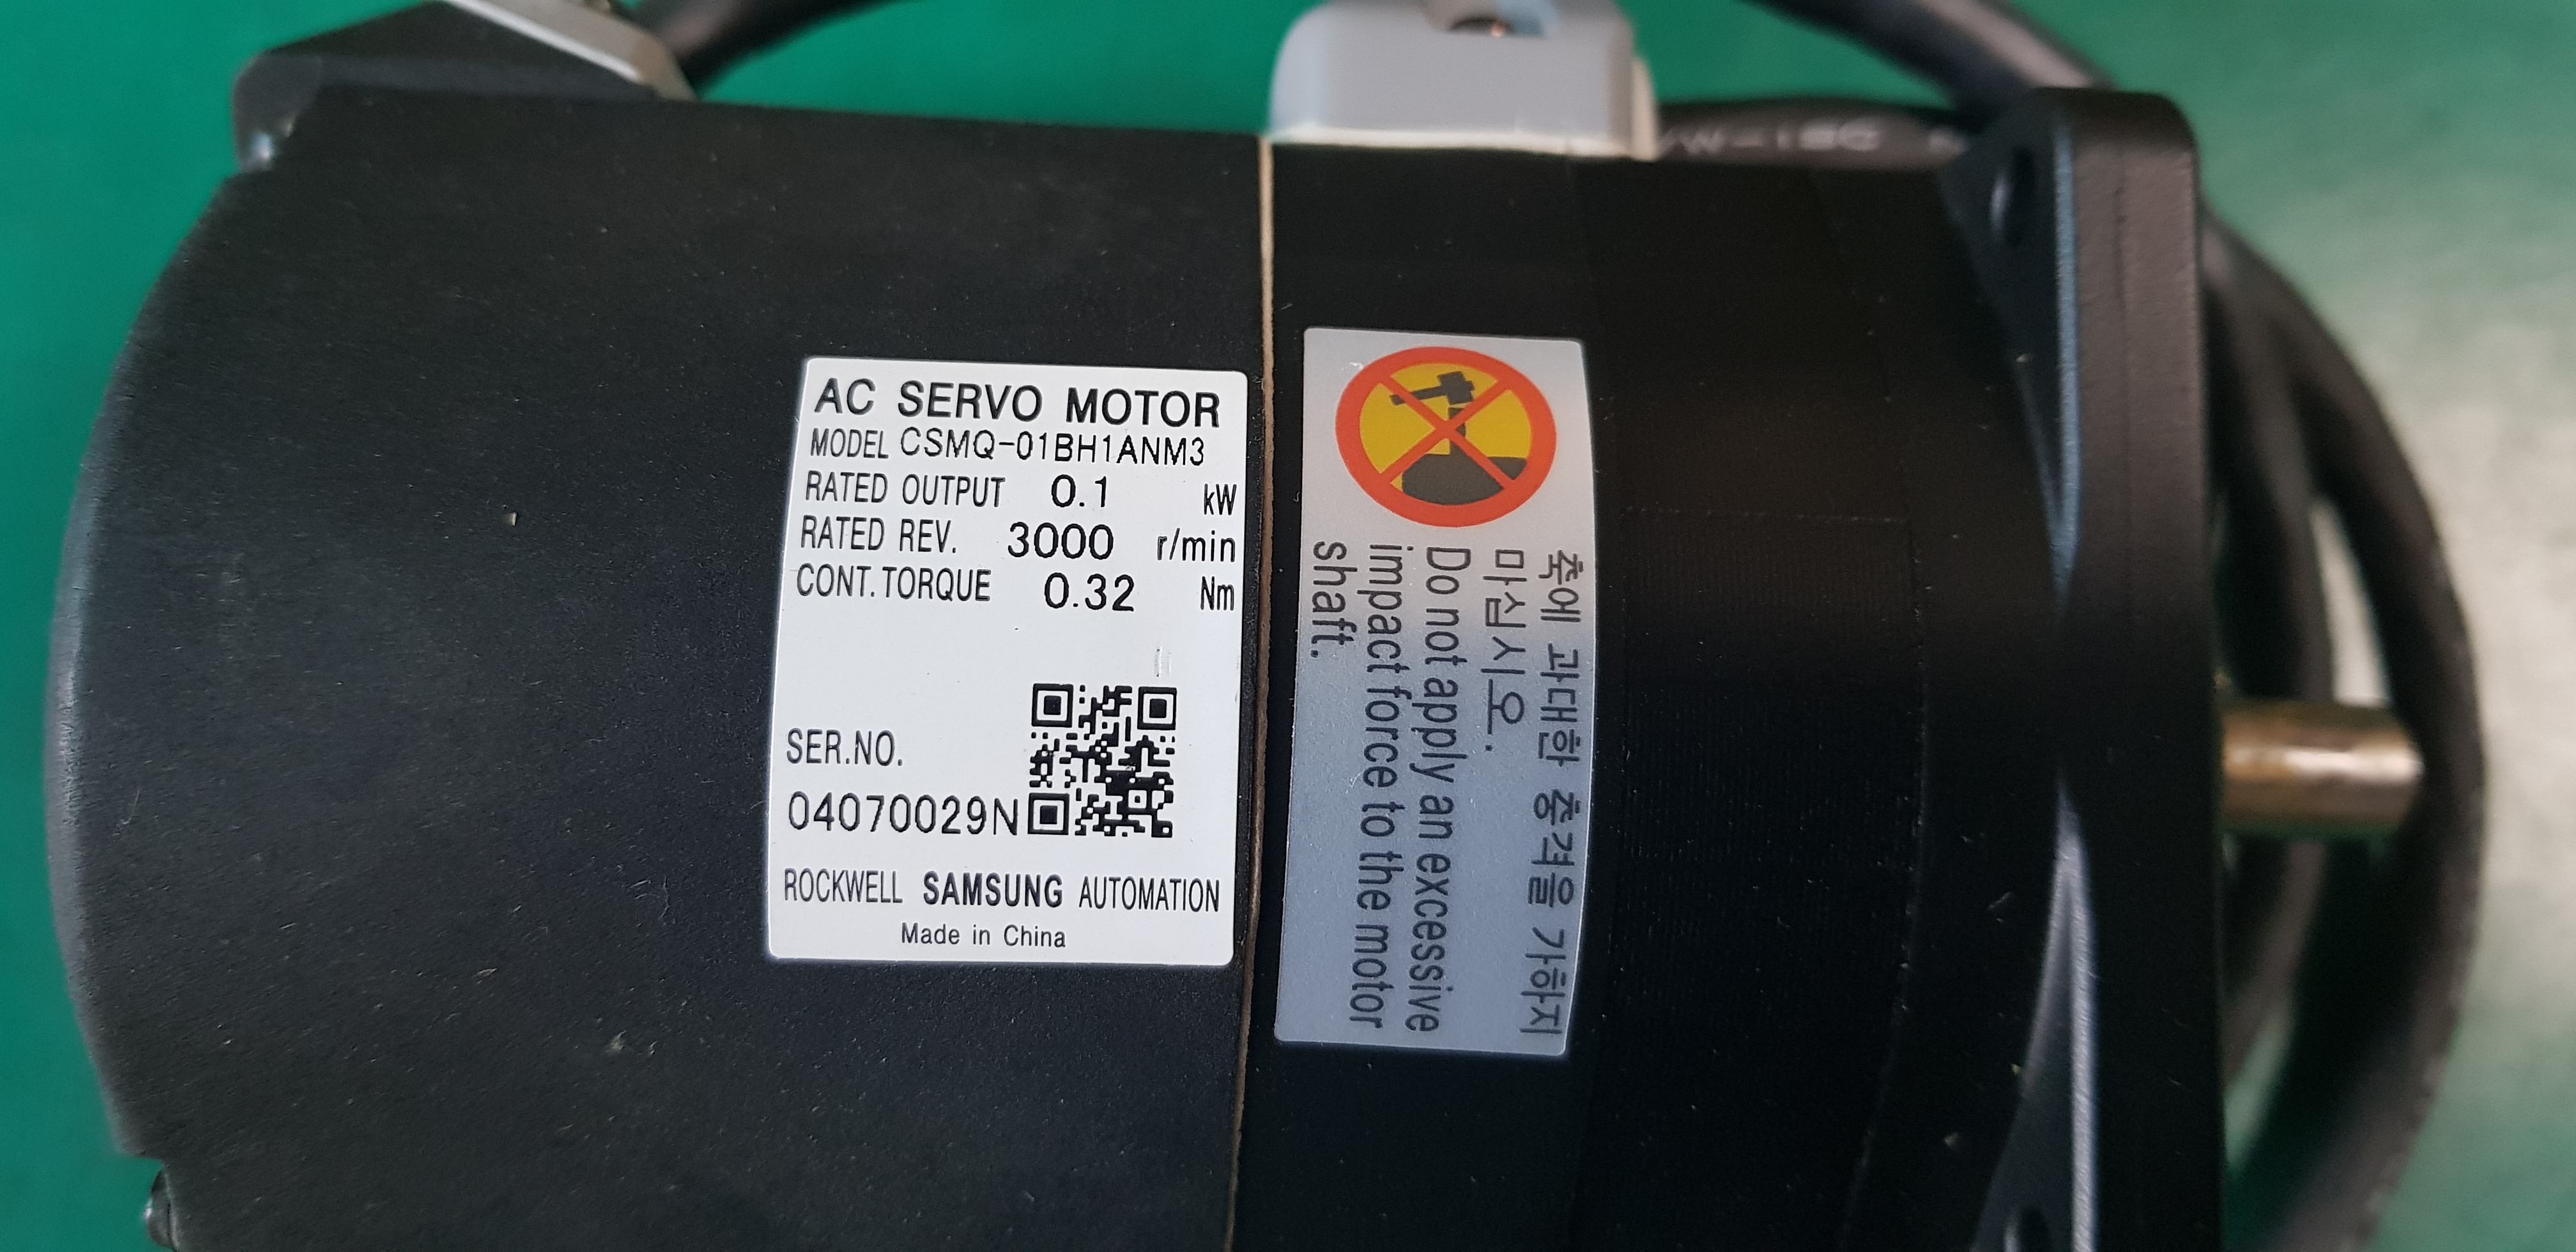 AC SERVO MOTOR
MODEL CSMQ-01BH1ANM3
RATED OUTPUT 0.1 kW
RATED REV. 3000 r/min
CONT.TORQUE 0.32 Nm
SER.NO.
04070029N
ROCKWELL SAMSUNG AUTOMATION
Made in China
축에 과대한 충격을 가하지
마십시요.
Do not apply an excessive
impact force to the motor
shaft.